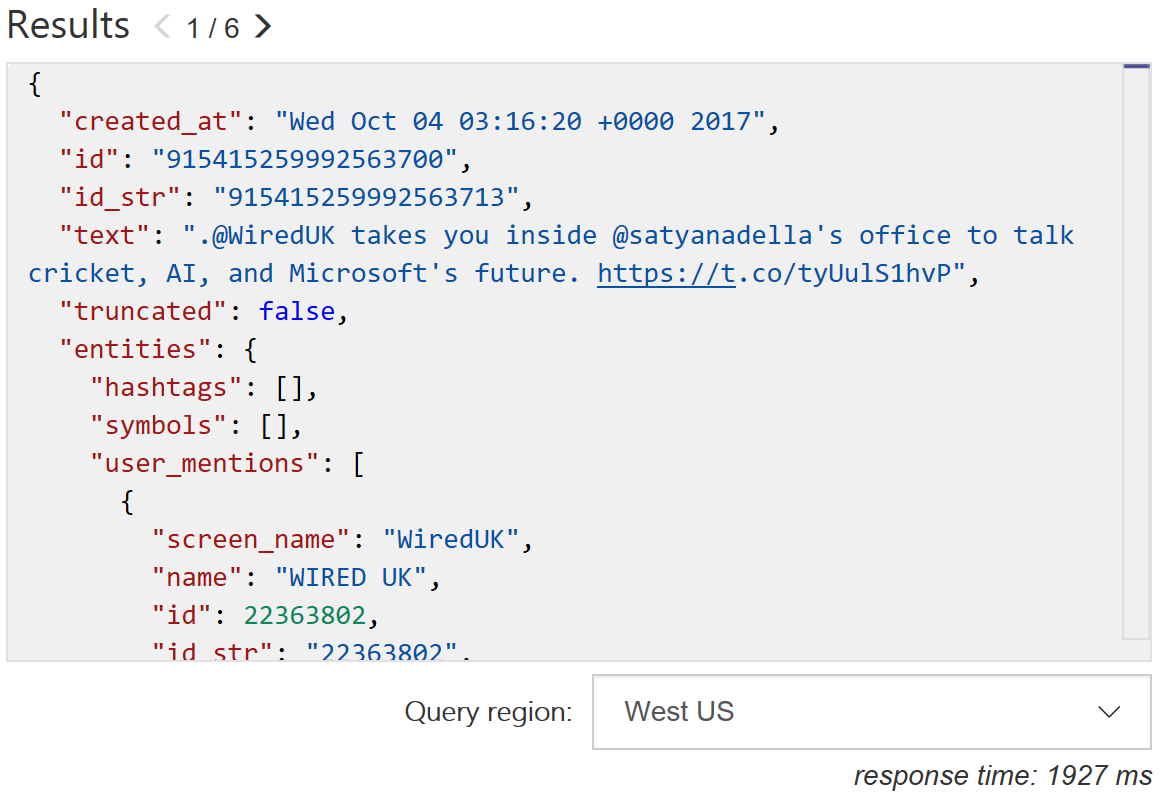 Results < 1 / 6 >
{
"created_at": "Wed Oct 04 03:16:20 +0000 2017",
"id": "915415259992563700",
"id_str": "915415259992563713",
"text": ".@WiredUK takes you inside @satyanadella's office to talk
cricket, AI, and Microsoft's future. https://t.co/tyUulS1hvP",
"truncated": false,
"entities": {
"hashtags": [],
"symbols": [],
"user_mentions": [
{
"screen_name": "WiredUK",
"name": "WIRED UK",
"id": 22363802,
"id_str": "22363802",
Query region: West US
response time: 1927 ms